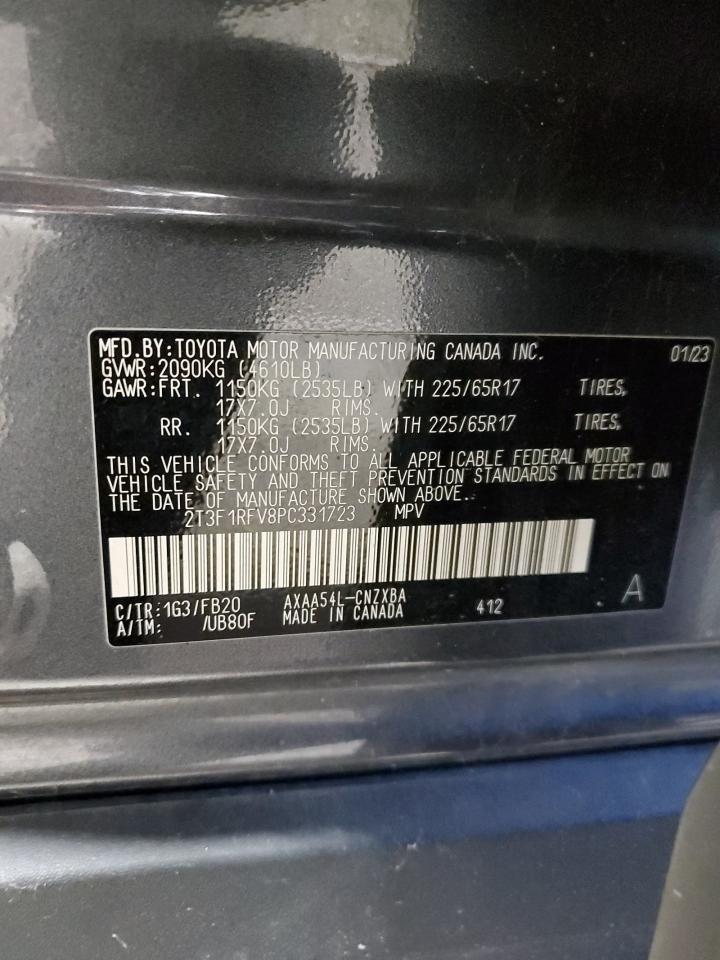 MFD.BY:TOYOTA MOTOR MANUFACTURING CANADA INC. 01/23
GVWR:2090KG (4610LB)
GAWR:FRT. 1150KG (2535LB) WITH 225/65R17 TIRES,
17X7.0J RIMS.
RR. 1150KG (2535LB) WITH 225/65R17 TIRES,
17X7.0J RIMS.
THIS VEHICLE CONFORMS TO ALL APPLICABLE FEDERAL MOTOR
VEHICLE SAFETY AND THEFT PREVENTION STANDARDS IN EFFECT ON
THE DATE OF MANUFACTURE SHOWN ABOVE.
2T3F1RFV8PC331723 MPV
C/TR:1G3/FB20 AXAA54L-CNZXBA 412 A
A/TM: /UB80F MADE IN CANADA